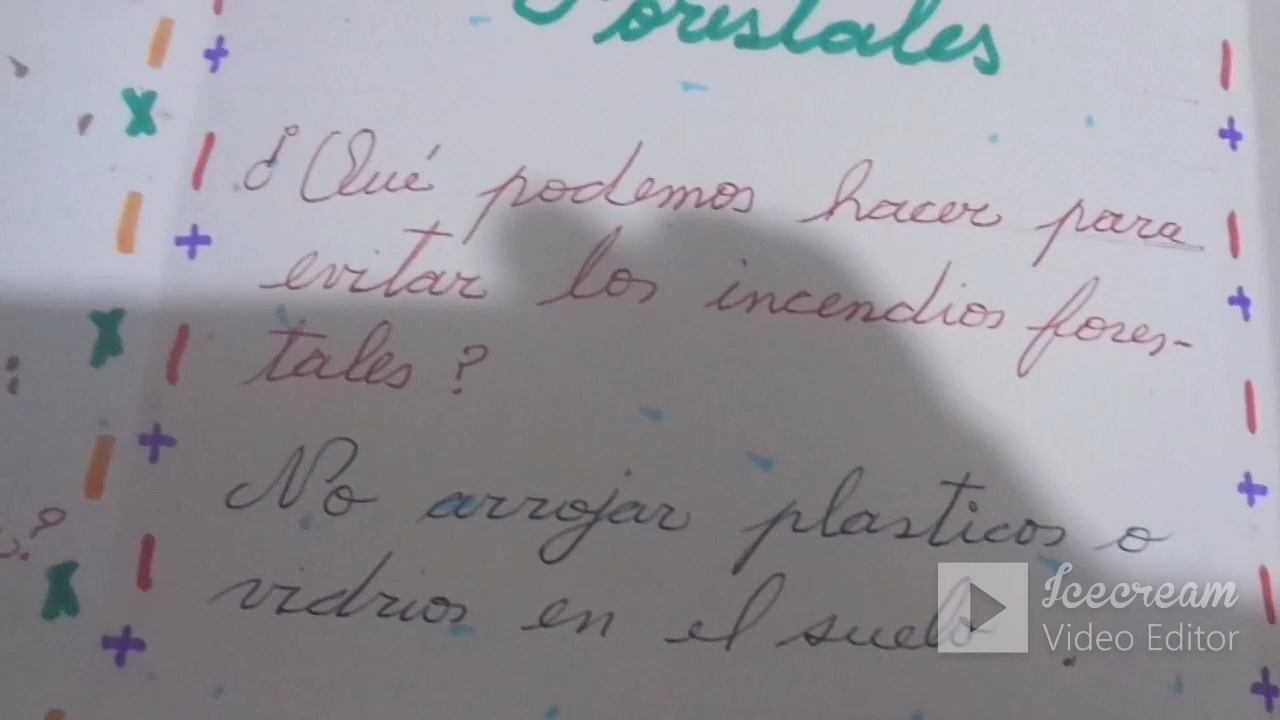 Forestales
¿Qué podemos hacer para
evitar los incendios fores-
tales?
No arrojar plasticos o
vidrios en el suelo.
Icecream
Video Editor